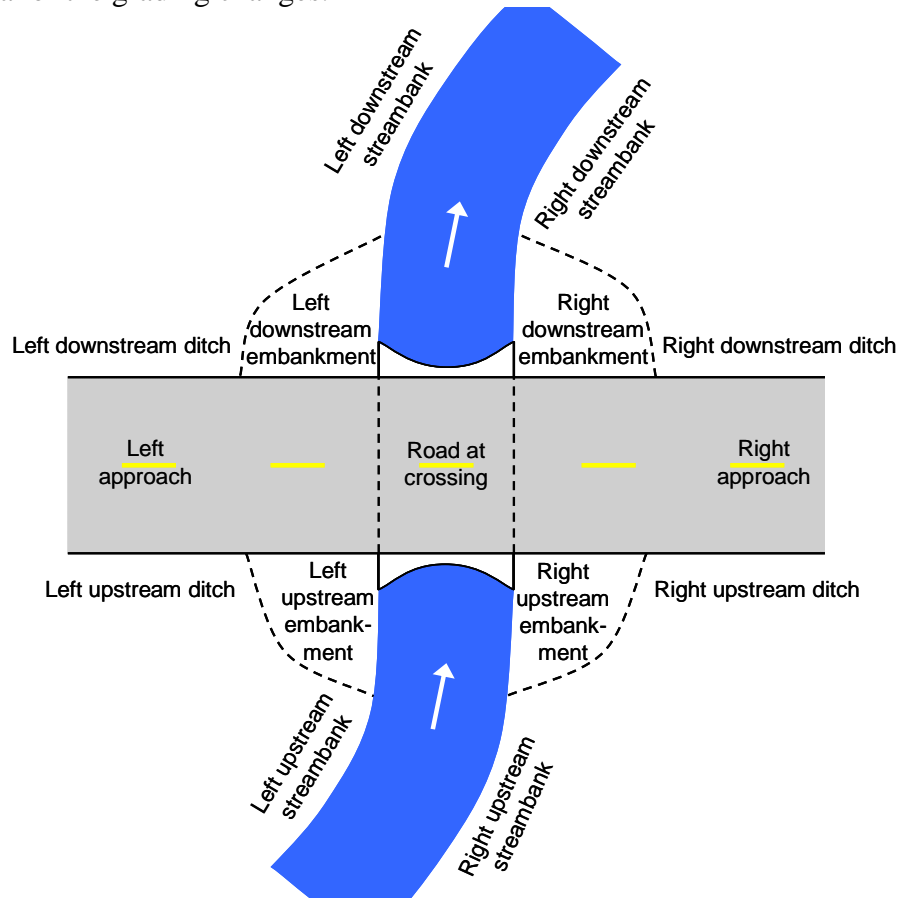 Left downstream
streambank
Right downstream
streambank
Left
downstream
embankment
Right
downstream
embankment
Left downstream ditch
Right downstream ditch
Left
approach
Road at
crossing
Right
approach
Left upstream ditch
Left
upstream
embank-
ment
Right
upstream
embank-
ment
Right upstream ditch
Left upstream
streambank
Right upstream
streambank